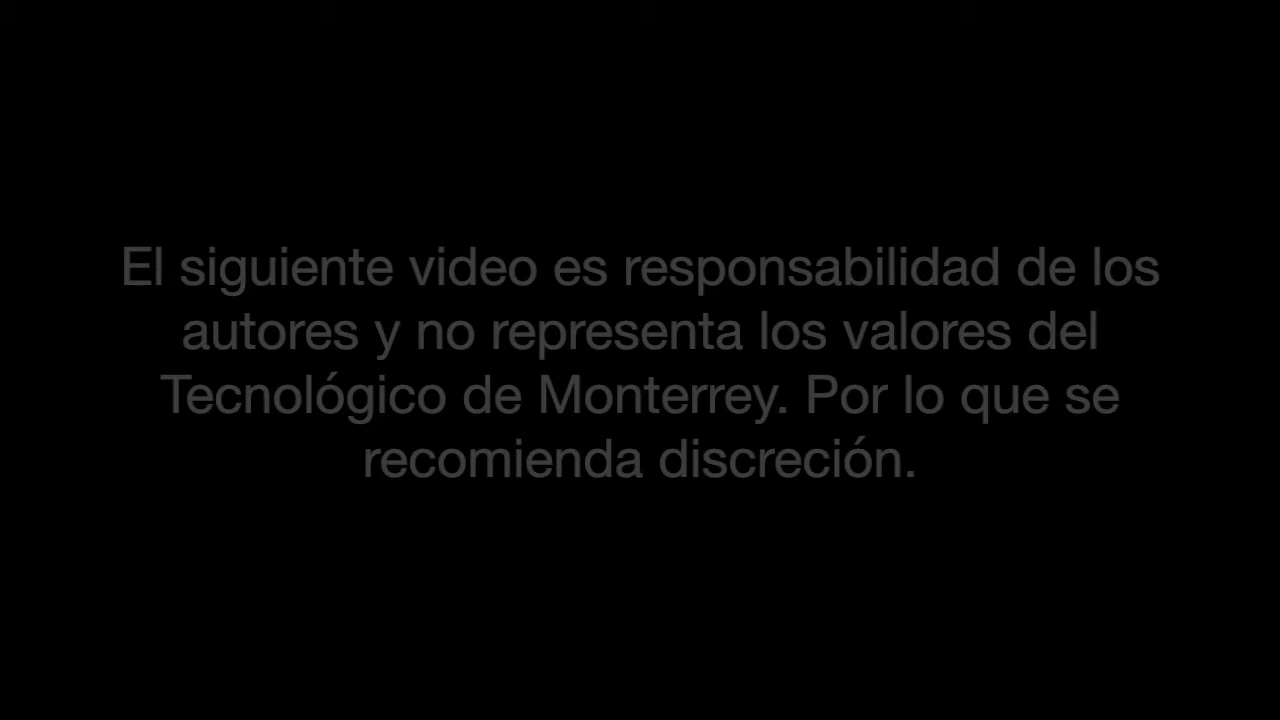 El siguiente video es responsabilidad de los
autores y no representa los valores del
Tecnológico de Monterrey. Por lo que se
recomienda discreción.